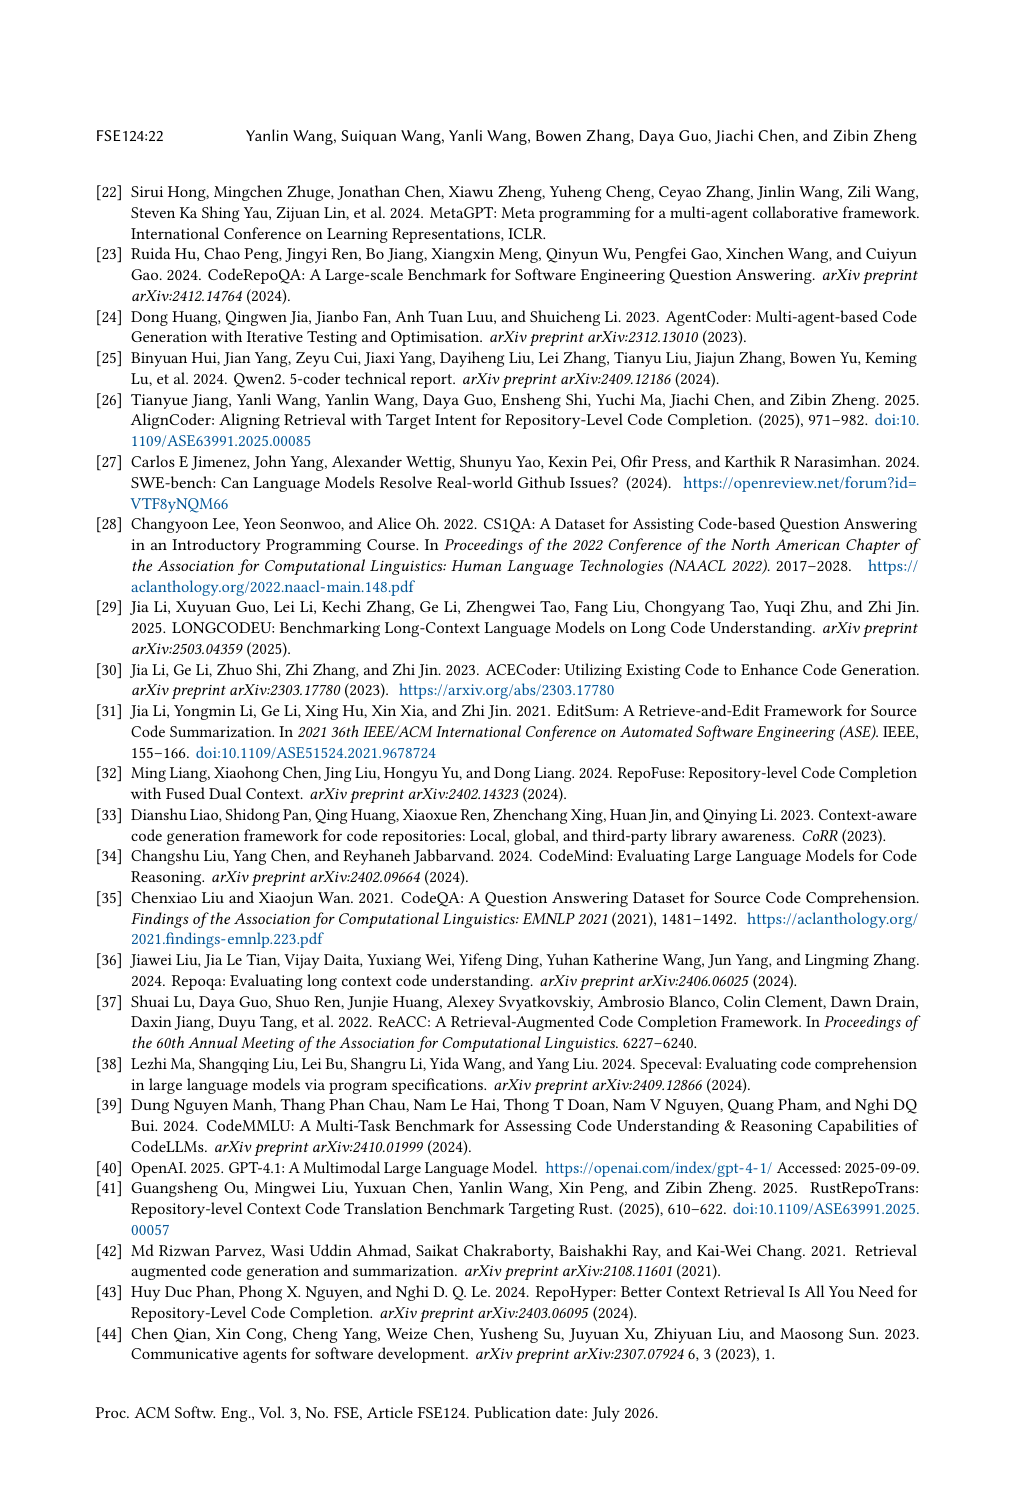 FSE124:22 Yanlin Wang, Suiquan Wang, Yanli Wang, Bowen Zhang, Daya Guo, Jiachi Chen, and Zibin Zheng
[22] Sirui Hong, Mingchen Zhuge, Jonathan Chen, Xiawu Zheng, Yuheng Cheng, Ceyao Zhang, Jinlin Wang, Zili Wang,
Steven Ka Shing Yau, Zijuan Lin, et al. 2024. MetaGPT: Meta programming for a multi-agent collaborative framework.
International Conference on Learning Representations, ICLR.
[23] Ruida Hu, Chao Peng, Jingyi Ren, Bo Jiang, Xiangxin Meng, Qinyun Wu, Pengfei Gao, Xinchen Wang, and Cuiyun
Gao. 2024. CodeRepoQA: A Large-scale Benchmark for Software Engineering Question Answering. arXiv preprint
arXiv:2412.14764 (2024).
[24] Dong Huang, Qingwen Jia, Jianbo Fan, Anh Tuan Luu, and Shuicheng Li. 2023. AgentCoder: Multi-agent-based Code
Generation with Iterative Testing and Optimisation. arXiv preprint arXiv:2312.13010 (2023).
[25] Binyuan Hui, Jian Yang, Zeyu Cui, Jiaxi Yang, Dayiheng Liu, Lei Zhang, Tianyu Liu, Jiajun Zhang, Bowen Yu, Keming
Lu, et al. 2024. Qwen2. 5-coder technical report. arXiv preprint arXiv:2409.12186 (2024).
[26] Tianyue Jiang, Yanli Wang, Yanlin Wang, Daya Guo, Ensheng Shi, Yuchi Ma, Jiachi Chen, and Zibin Zheng. 2025.
AlignCoder: Aligning Retrieval with Target Intent for Repository-Level Code Completion. (2025), 971–982. doi:10.
1109/ASE63991.2025.00085
[27] Carlos E Jimenez, John Yang, Alexander Wettig, Shunyu Yao, Kexin Pei, Ofir Press, and Karthik R Narasimhan. 2024.
SWE-bench: Can Language Models Resolve Real-world Github Issues? (2024). https://openreview.net/forum?id=
VTF8yNQM66
[28] Changyoon Lee, Yeon Seonwoo, and Alice Oh. 2022. CS1QA: A Dataset for Assisting Code-based Question Answering
in an Introductory Programming Course. In Proceedings of the 2022 Conference of the North American Chapter of
the Association for Computational Linguistics: Human Language Technologies (NAACL 2022). 2017–2028. https://
aclanthology.org/2022.naacl-main.148.pdf
[29] Jia Li, Xuyuan Guo, Lei Li, Kechi Zhang, Ge Li, Zhengwei Tao, Fang Liu, Chongyang Tao, Yuqi Zhu, and Zhi Jin.
2025. LONGCODEU: Benchmarking Long-Context Language Models on Long Code Understanding. arXiv preprint
arXiv:2503.04359 (2025).
[30] Jia Li, Ge Li, Zhuo Shi, Zhi Zhang, and Zhi Jin. 2023. ACECoder: Utilizing Existing Code to Enhance Code Generation.
arXiv preprint arXiv:2303.17780 (2023). https://arxiv.org/abs/2303.17780
[31] Jia Li, Yongmin Li, Ge Li, Xing Hu, Xin Xia, and Zhi Jin. 2021. EditSum: A Retrieve-and-Edit Framework for Source
Code Summarization. In 2021 36th IEEE/ACM International Conference on Automated Software Engineering (ASE). IEEE,
155–166. doi:10.1109/ASE51524.2021.9678724
[32] Ming Liang, Xiaohong Chen, Jing Liu, Hongyu Yu, and Dong Liang. 2024. RepoFuse: Repository-level Code Completion
with Fused Dual Context. arXiv preprint arXiv:2402.14323 (2024).
[33] Dianshu Liao, Shidong Pan, Qing Huang, Xiaoxue Ren, Zhenchang Xing, Huan Jin, and Qinying Li. 2023. Context-aware
code generation framework for code repositories: Local, global, and third-party library awareness. CoRR (2023).
[34] Changshu Liu, Yang Chen, and Reyhaneh Jabbarvand. 2024. CodeMind: Evaluating Large Language Models for Code
Reasoning. arXiv preprint arXiv:2402.09664 (2024).
[35] Chenxiao Liu and Xiaojun Wan. 2021. CodeQA: A Question Answering Dataset for Source Code Comprehension.
Findings of the Association for Computational Linguistics: EMNLP 2021 (2021), 1481–1492. https://aclanthology.org/
2021.findings-emnlp.223.pdf
[36] Jiawei Liu, Jia Le Tian, Vijay Daita, Yuxiang Wei, Yifeng Ding, Yuhan Katherine Wang, Jun Yang, and Lingming Zhang.
2024. Repoqa: Evaluating long context code understanding. arXiv preprint arXiv:2406.06025 (2024).
[37] Shuai Lu, Daya Guo, Shuo Ren, Junjie Huang, Alexey Svyatkovskiy, Ambrosio Blanco, Colin Clement, Dawn Drain,
Daxin Jiang, Duyu Tang, et al. 2022. ReACC: A Retrieval-Augmented Code Completion Framework. In Proceedings of
the 60th Annual Meeting of the Association for Computational Linguistics. 6227–6240.
[38] Lezhi Ma, Shangqing Liu, Lei Bu, Shangru Li, Yida Wang, and Yang Liu. 2024. Speceval: Evaluating code comprehension
in large language models via program specifications. arXiv preprint arXiv:2409.12866 (2024).
[39] Dung Nguyen Manh, Thang Phan Chau, Nam Le Hai, Thong T Doan, Nam V Nguyen, Quang Pham, and Nghi DQ
Bui. 2024. CodeMMLU: A Multi-Task Benchmark for Assessing Code Understanding & Reasoning Capabilities of
CodeLLMs. arXiv preprint arXiv:2410.01999 (2024).
[40] OpenAI. 2025. GPT-4.1: A Multimodal Large Language Model. https://openai.com/index/gpt-4-1/ Accessed: 2025-09-09.
[41] Guangsheng Ou, Mingwei Liu, Yuxuan Chen, Yanlin Wang, Xin Peng, and Zibin Zheng. 2025. RustRepoTrans:
Repository-level Context Code Translation Benchmark Targeting Rust. (2025), 610–622. doi:10.1109/ASE63991.2025.
00057
[42] Md Rizwan Parvez, Wasi Uddin Ahmad, Saikat Chakraborty, Baishakhi Ray, and Kai-Wei Chang. 2021. Retrieval
augmented code generation and summarization. arXiv preprint arXiv:2108.11601 (2021).
[43] Huy Duc Phan, Phong X. Nguyen, and Nghi D. Q. Le. 2024. RepoHyper: Better Context Retrieval Is All You Need for
Repository-Level Code Completion. arXiv preprint arXiv:2403.06095 (2024).
[44] Chen Qian, Xin Cong, Cheng Yang, Weize Chen, Yusheng Su, Juyuan Xu, Zhiyuan Liu, and Maosong Sun. 2023.
Communicative agents for software development. arXiv preprint arXiv:2307.07924 6, 3 (2023), 1.
Proc. ACM Softw. Eng., Vol. 3, No. FSE, Article FSE124. Publication date: July 2026.